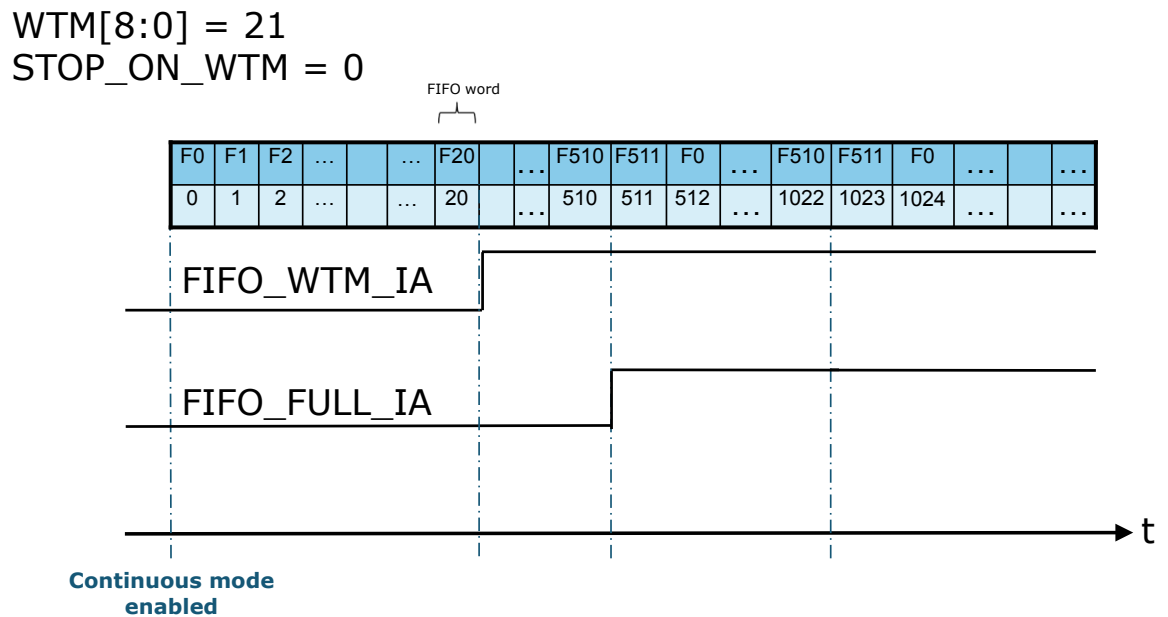 WTM[8:0] = 21
STOP_ON_WTM = 0
FIFO word
F0 F1 F2 ... ... F20 ... F510 F511 F0 ... F510 F511 F0 ... ...
0 1 2 ... ... 20 ... 510 511 512 ... 1022 1023 1024 ... ...
FIFO_WTM_IA
FIFO_FULL_IA
t
Continuous mode
enabled